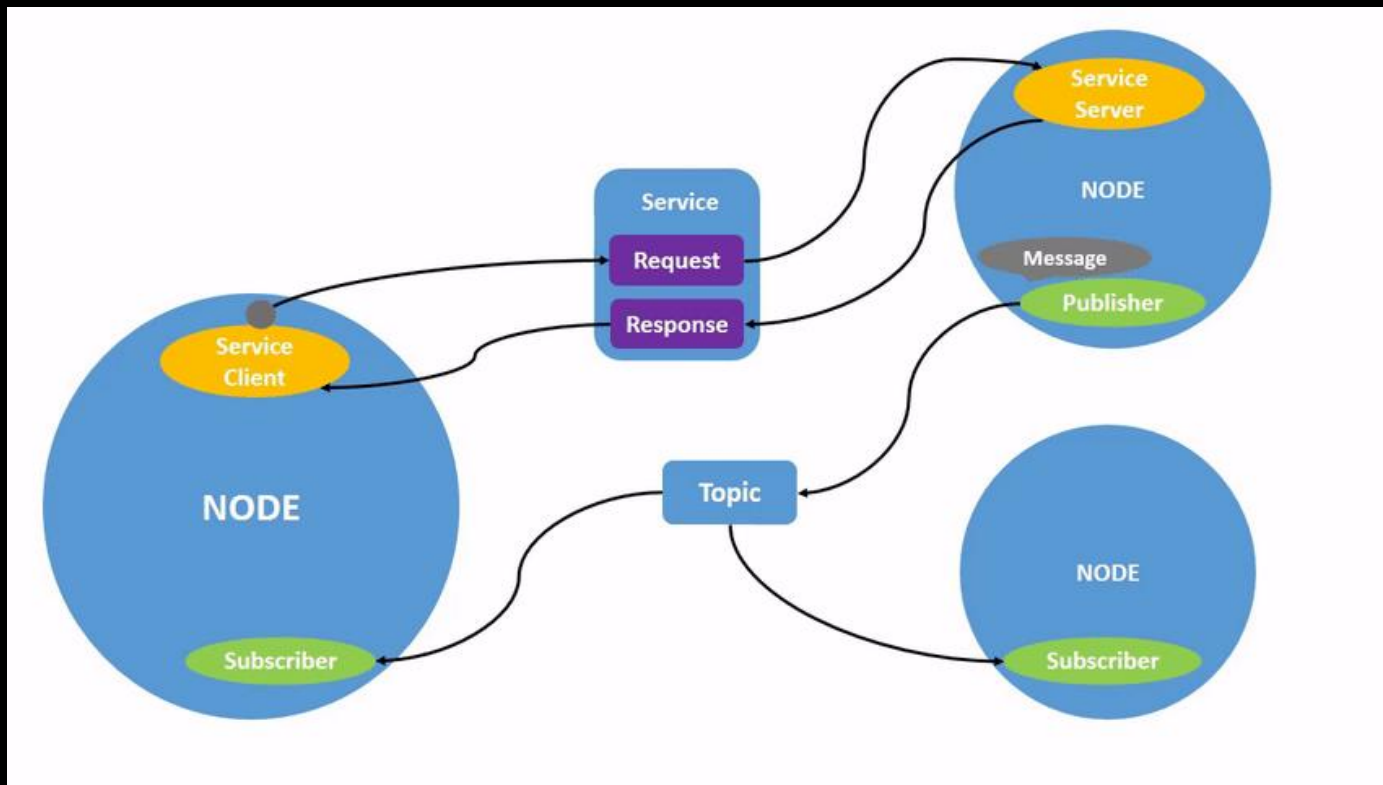 Service
Server
NODE
Message
Publisher
Service
Request
Response
Service
Client
NODE
Subscriber
Topic
NODE
Subscriber